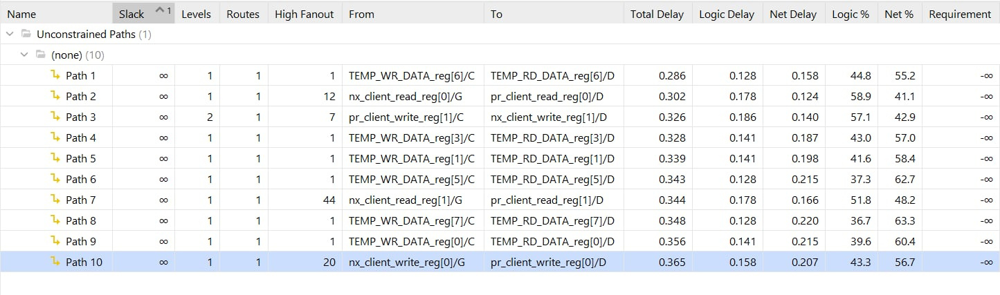 Name Slack 1 Levels Routes High Fanout From To Total Delay Logic Delay Net Delay Logic % Net % Requirement
Unconstrained Paths (1)
(none) (10)
Path 1 ∞ 1 1 1 TEMP_WR_DATA_reg[6]/C TEMP_RD_DATA_reg[6]/D 0.286 0.128 0.158 44.8 55.2 -∞
Path 2 ∞ 1 1 12 nx_client_read_reg[0]/G pr_client_read_reg[0]/D 0.302 0.178 0.124 58.9 41.1 -∞
Path 3 ∞ 2 1 7 pr_client_write_reg[1]/C nx_client_write_reg[1]/D 0.326 0.186 0.140 57.1 42.9 -∞
Path 4 ∞ 1 1 1 TEMP_WR_DATA_reg[3]/C TEMP_RD_DATA_reg[3]/D 0.328 0.141 0.187 43.0 57.0 -∞
Path 5 ∞ 1 1 1 TEMP_WR_DATA_reg[1]/C TEMP_RD_DATA_reg[1]/D 0.339 0.141 0.198 41.6 58.4 -∞
Path 6 ∞ 1 1 1 TEMP_WR_DATA_reg[5]/C TEMP_RD_DATA_reg[5]/D 0.343 0.128 0.215 37.3 62.7 -∞
Path 7 ∞ 1 1 44 nx_client_read_reg[1]/G pr_client_read_reg[1]/D 0.344 0.178 0.166 51.8 48.2 -∞
Path 8 ∞ 1 1 1 TEMP_WR_DATA_reg[7]/C TEMP_RD_DATA_reg[7]/D 0.348 0.128 0.220 36.7 63.3 -∞
Path 9 ∞ 1 1 1 TEMP_WR_DATA_reg[0]/C TEMP_RD_DATA_reg[0]/D 0.356 0.141 0.215 39.6 60.4 -∞
Path 10 ∞ 1 1 20 nx_client_write_reg[0]/G pr_client_write_reg[0]/D 0.365 0.158 0.207 43.3 56.7 -∞